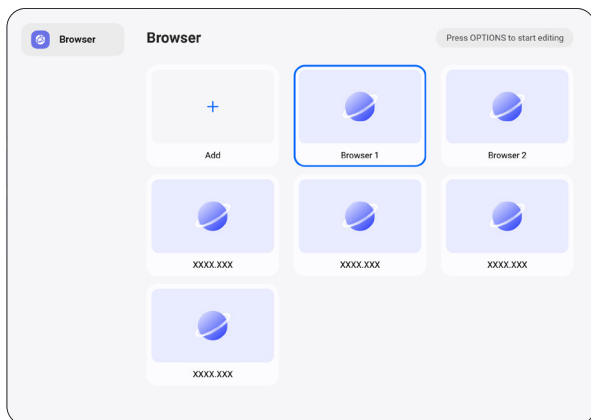 Browser
Browser
Press OPTIONS to start editing
Add
Browser 1
Browser 2
XXXX.XXX
XXXX.XXX
XXXX.XXX
XXXX.XXX